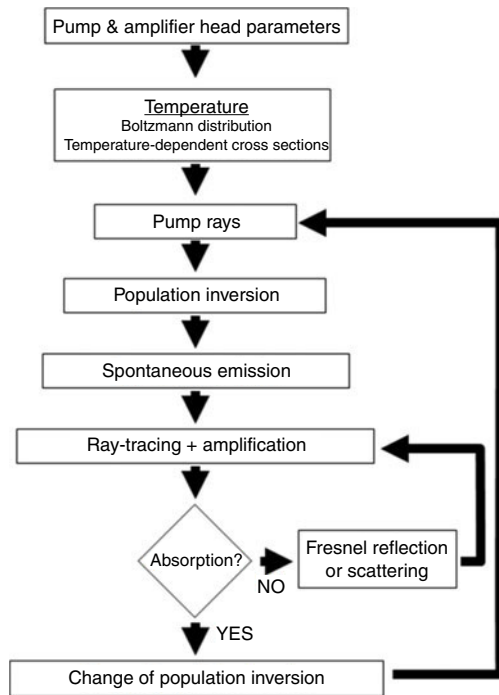 Pump & amplifier head parameters
Temperature
Boltzmann distribution
Temperature-dependent cross sections
Pump rays
Population inversion
Spontaneous emission
Ray-tracing + amplification
Absorption?
NO
Fresnel reflection
or scattering
YES
Change of population inversion